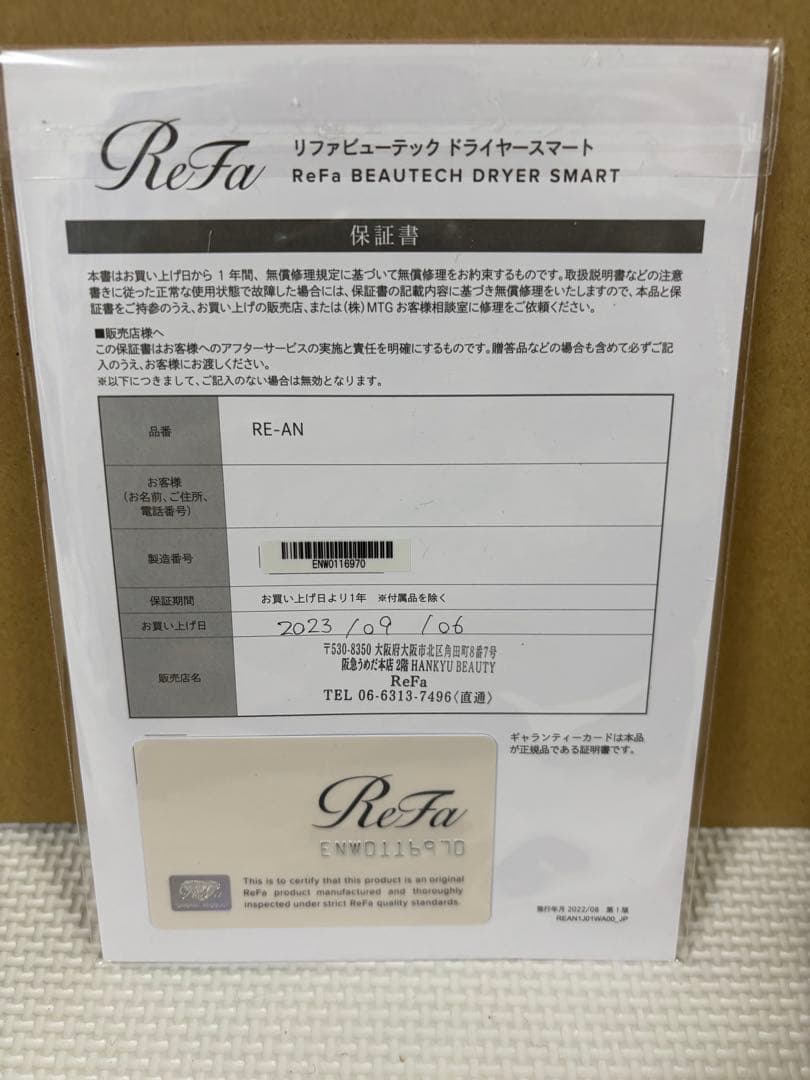 ReFa
リファビューテック ドライヤースマート
ReFa BEAUTECH DRYER SMART
保証書
本書はお買い上げ日から1年間、無償修理規定に基づいて無償修理をお約束するものです。取扱説明書などの注意
書きに従った正常な使用状態で故障した場合には、保証書の記載内容に基づき無償修理をいたしますので、本品と保
証書をご持参のうえ、お買い上げの販売店、または(株)MTGお客様相談室に修理をご依頼ください。
■販売店様へ
この保証書はお客様へのアフターサービスの実施と責任を明確にするものです。贈答品などの場合も含めて必ずご記
入のうえ、お客様にお渡しください。
※以下につきまして、ご記入のない場合は無効となります。
品番 RE-AN
お客様
(お名前、ご住所、
電話番号)
製造番号 ENW0116970
保証期間 お買い上げ日より1年 ※付属品を除く
お買い上げ日 2023/09/06
販売店名
〒530-8350 大阪府大阪市北区角田町8番7号
阪急うめだ本店2階 HANKYU BEAUTY
ReFa
TEL 06-6313-7496〈直通〉
ギャランティーカードは本品
が正規品である証明書です。
ReFa
ENW0116970
ReFa
This is to certify that this product is an original
ReFa product manufactured and thoroughly
inspected under strict ReFa quality standards.
発行年月 2022/08 第1版
REAN1J01WA00_JP